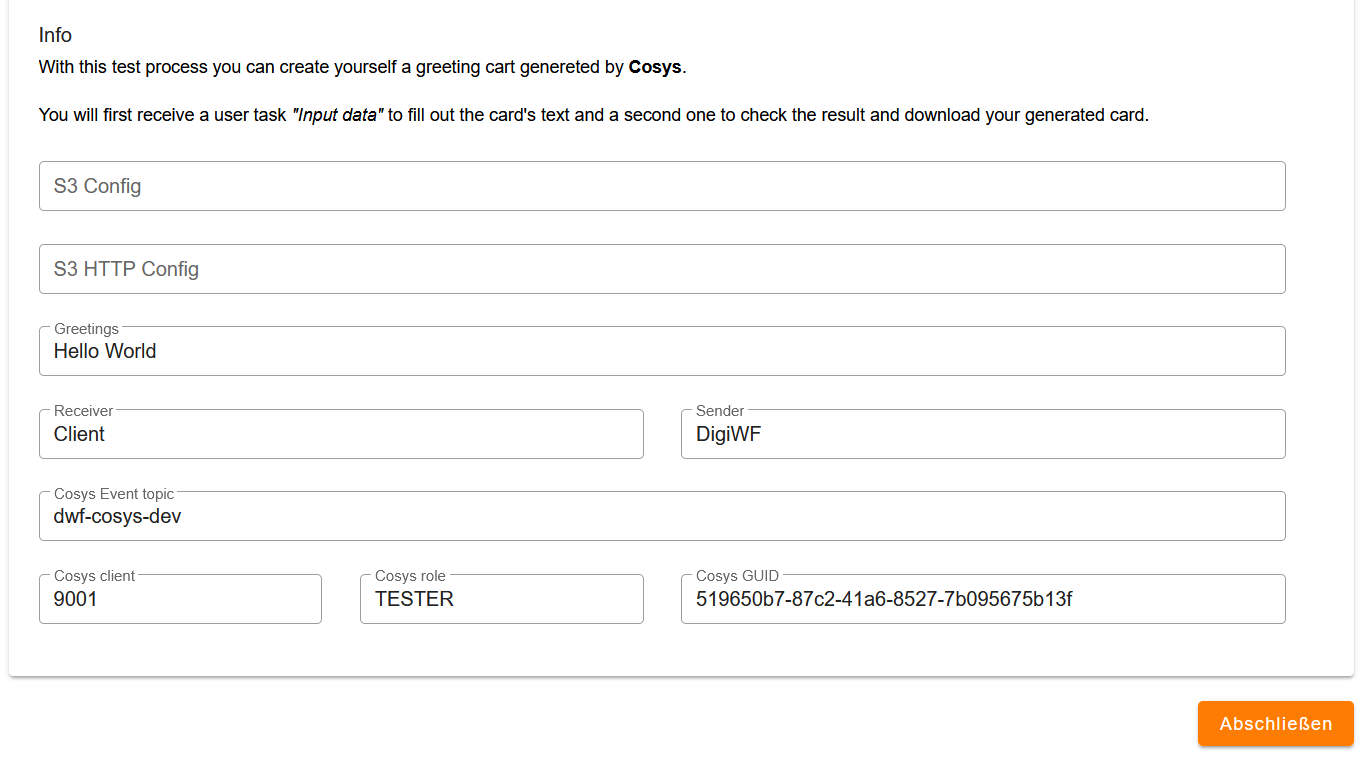 Info
With this test process you can create yourself a greeting cart genereted by Cosys.
You will first receive a user task "Input data" to fill out the card's text and a second one to check the result and download your generated card.
S3 Config
S3 HTTP Config
Greetings
Hello World
Receiver
Client
Sender
DigiWF
Cosys Event topic
dwf-cosys-dev
Cosys client
9001
Cosys role
TESTER
Cosys GUID
519650b7-87c2-41a6-8527-7b095675b13f
Abschließen